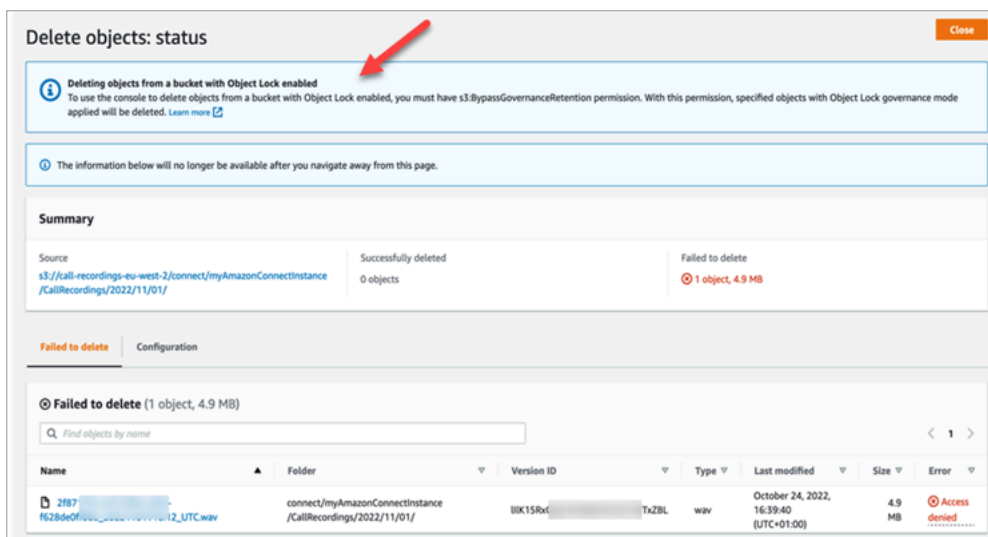 Delete objects: status
Close
Deleting objects from a bucket with Object Lock enabled
To use the console to delete objects from a bucket with Object Lock enabled, you must have s3:BypassGovernanceRetention permission. With this permission, specified objects with Object Lock governance mode
applied will be deleted. Learn more
The information below will no longer be available after you navigate away from this page.
Summary
Source
Successfully deleted
Failed to delete
s3://call-recordings-eu-west-2/connect/myAmazonConnectInstance
/CallRecordings/2022/11/01/
0 objects
1 object, 4.9 MB
Failed to delete
Configuration
Failed to delete (1 object, 4.9 MB)
Find objects by name
1
Name
Folder
Version ID
Type
Last modified
Size
Error
2f87
_UTC.wav
connect/myAmazonConnectInstance
/CallRecordings/2022/11/01/
TxZBL
wav
October 24, 2022,
16:39:40
(UTC+01:00)
4.9
MB
Access
denied